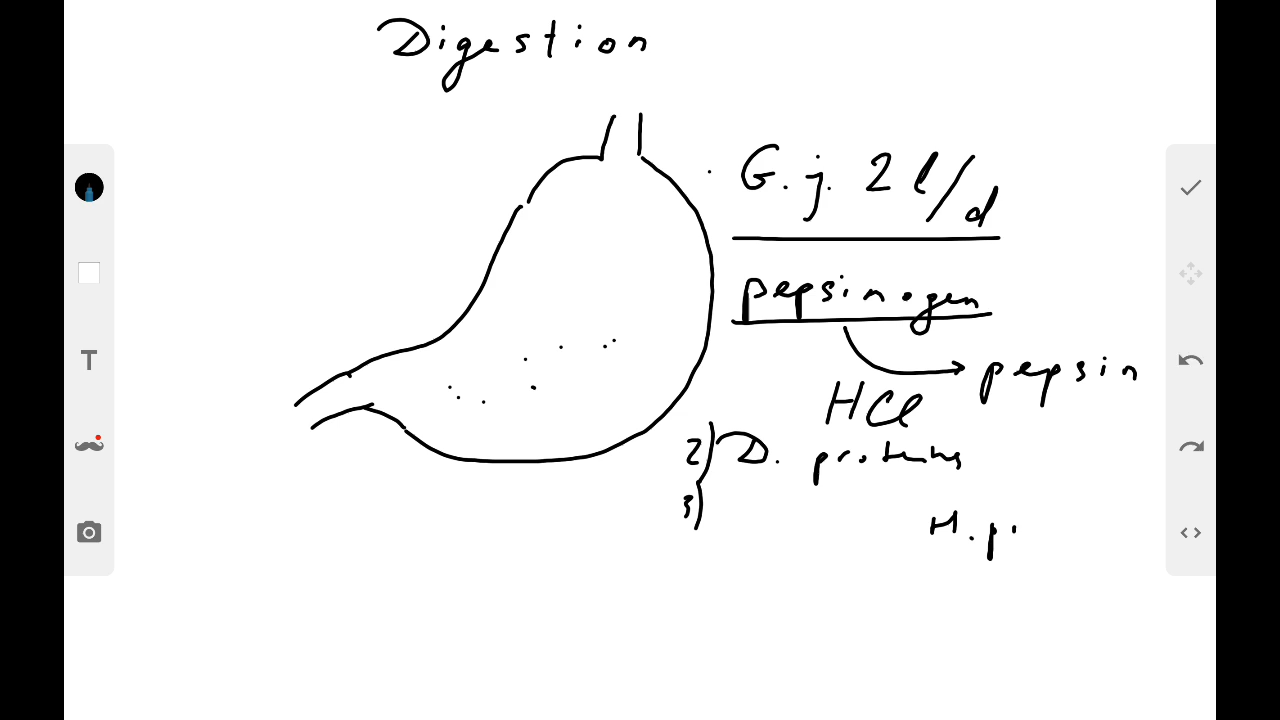 Digestion
G. j. 2 l/d
pepsinogen
pepsin
HCl
2) D. proteins
3)
H. p